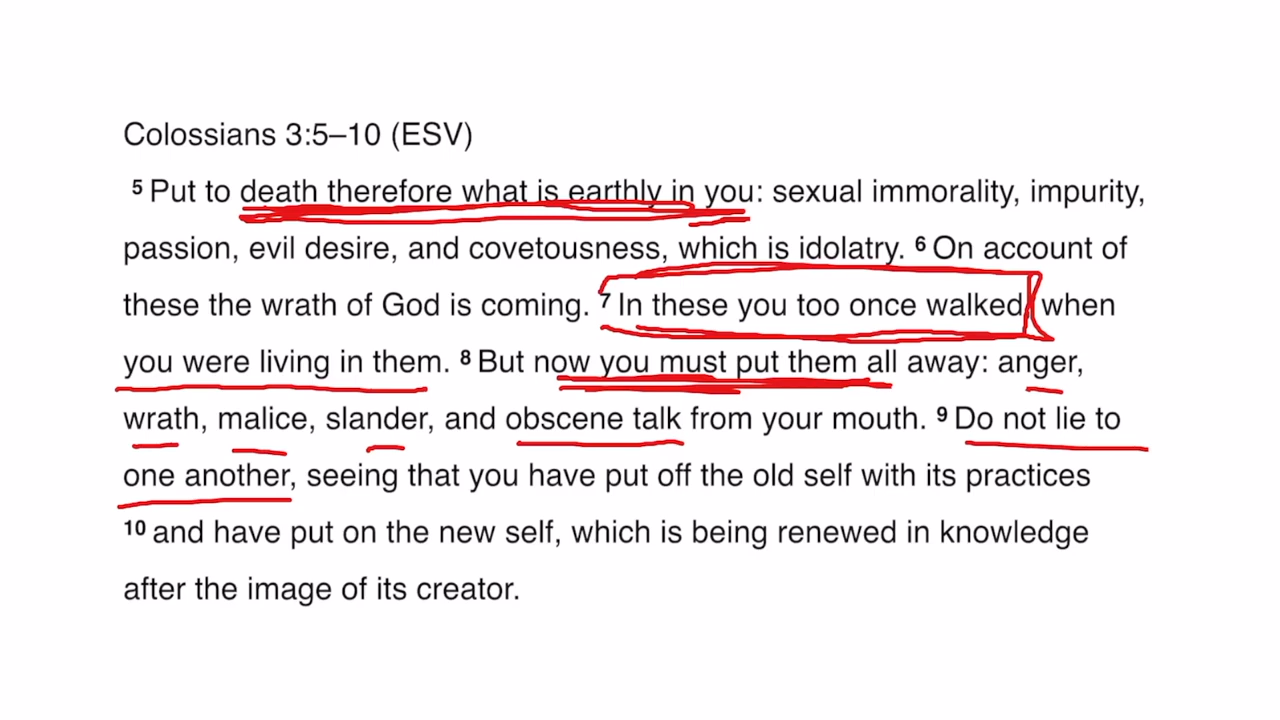 Colossians 3:5–10 (ESV)
5 Put to death therefore what is earthly in you: sexual immorality, impurity,
passion, evil desire, and covetousness, which is idolatry. 6 On account of
these the wrath of God is coming. 7 In these you too once walked, when
you were living in them. 8 But now you must put them all away: anger,
wrath, malice, slander, and obscene talk from your mouth. 9 Do not lie to
one another, seeing that you have put off the old self with its practices
10 and have put on the new self, which is being renewed in knowledge
after the image of its creator.